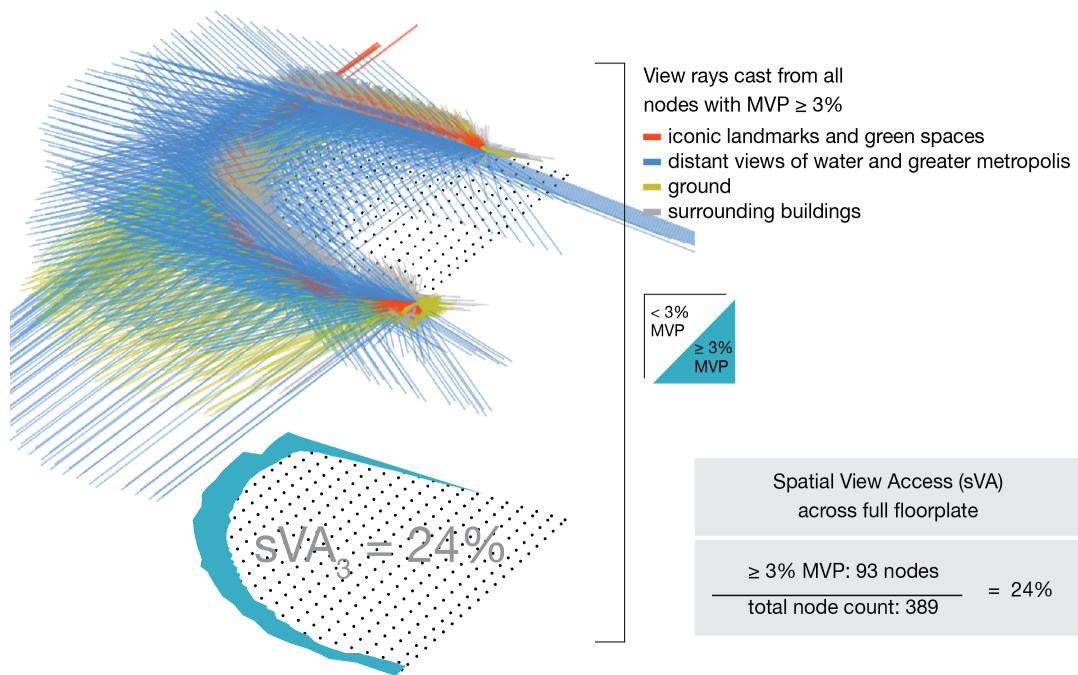 View rays cast from all
nodes with MVP ≥ 3%
iconic landmarks and green spaces
distant views of water and greater metropolis
ground
surrounding buildings
< 3%
MVP
≥ 3%
MVP
sVA3 = 24%
Spatial View Access (sVA)
across full floorplate
≥ 3% MVP: 93 nodes
= 24%
total node count: 389